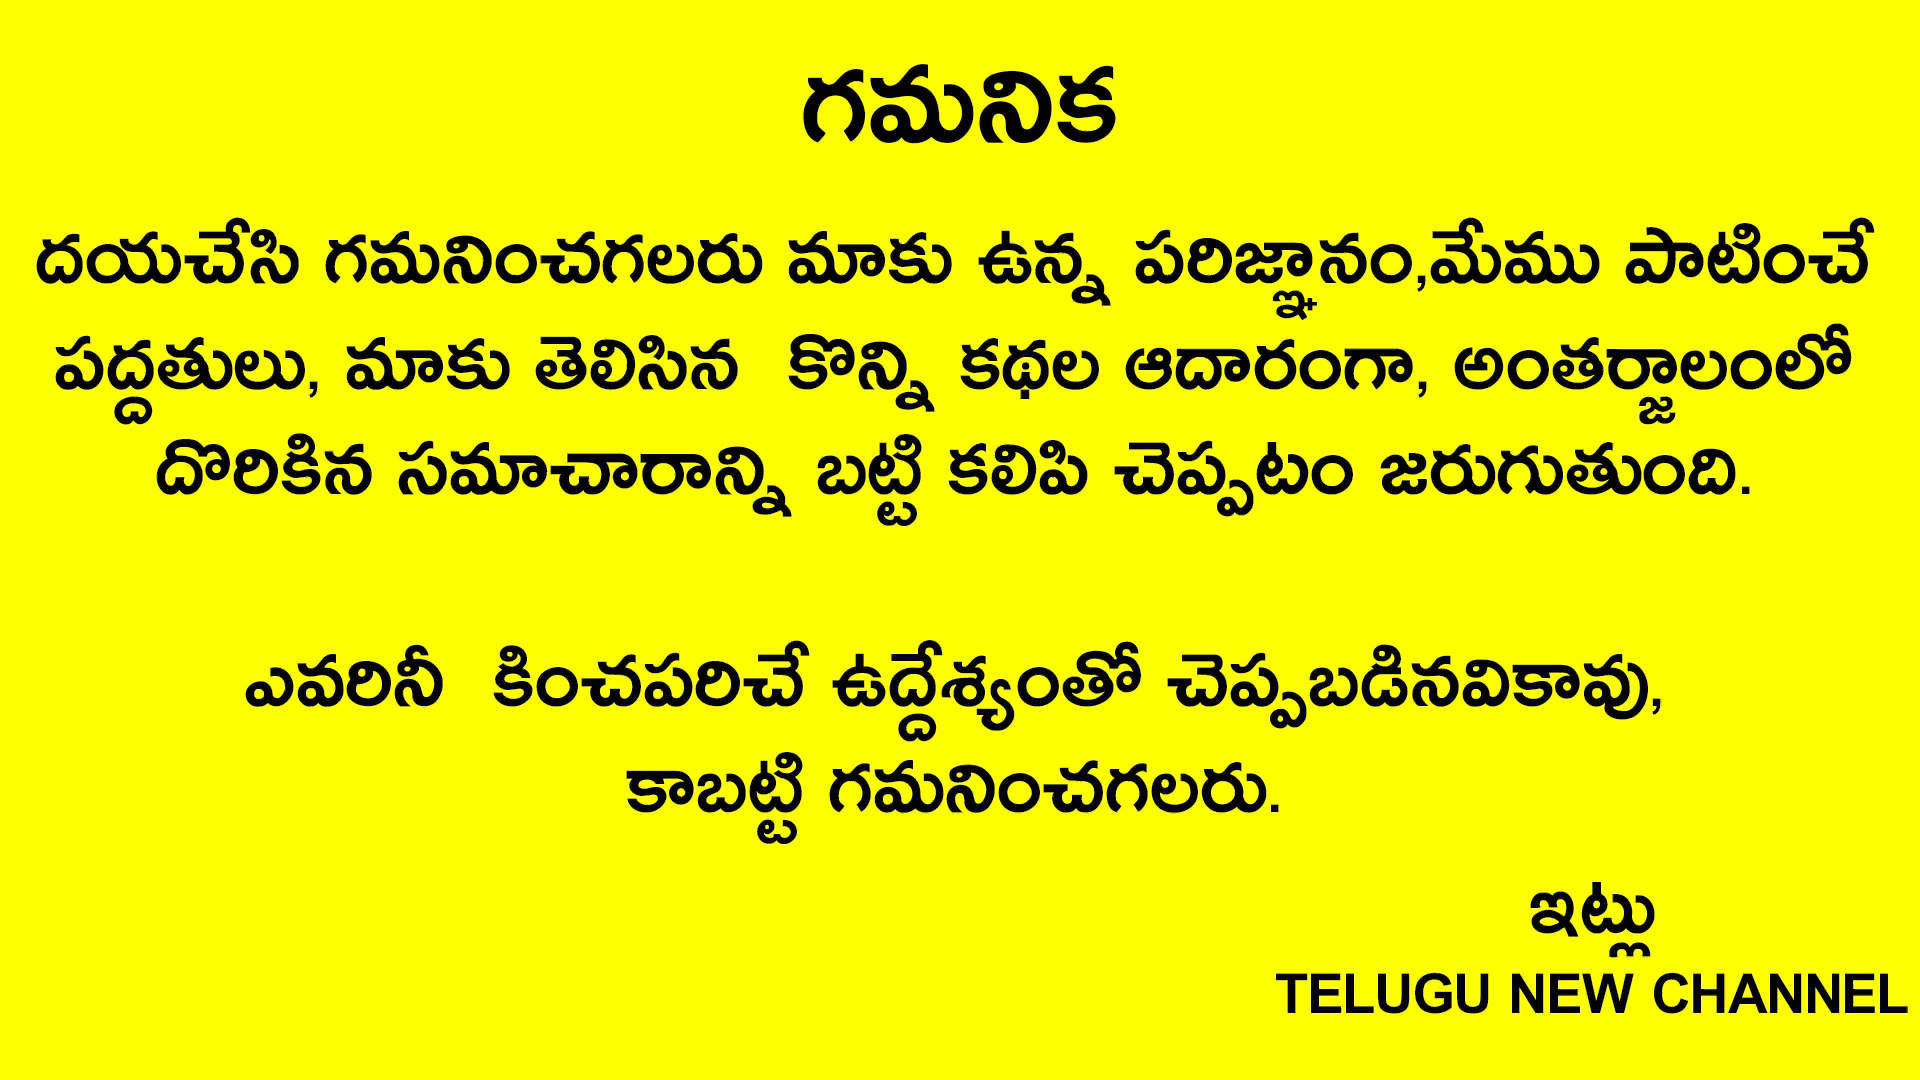 గమనిక
దయచేసి గమనించగలరు మాకు ఉన్న పరిజ్ఞానం,మేము పాటించే
పద్దతులు, మాకు తెలిసిన కొన్ని కథల ఆదారంగా, అంతర్జాలంలో
దొరికిన సమాచారాన్ని బట్టి కలిపి చెప్పటం జరుగుతుంది.
ఎవరినీ కించపరిచే ఉద్దేశ్యంతో చెప్పబడినవికావు,
కాబట్టి గమనించగలరు.
ఇట్లు
TELUGU NEW CHANNEL